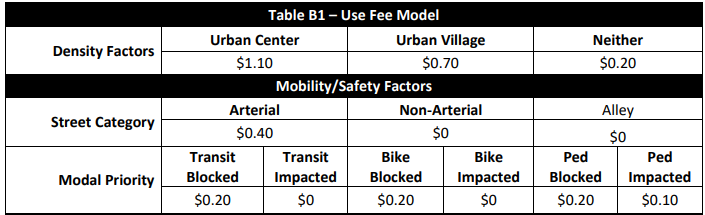 Table B1 – Use Fee Model
Density Factors
Urban Center Urban Village Neither
$1.10 $0.70 $0.20
Mobility/Safety Factors
Street Category
Arterial Non-Arterial Alley
$0.40 $0 $0
Modal Priority
Transit Blocked Transit Impacted Bike Blocked Bike Impacted Ped Blocked Ped Impacted
$0.20 $0 $0.20 $0 $0.20 $0.10